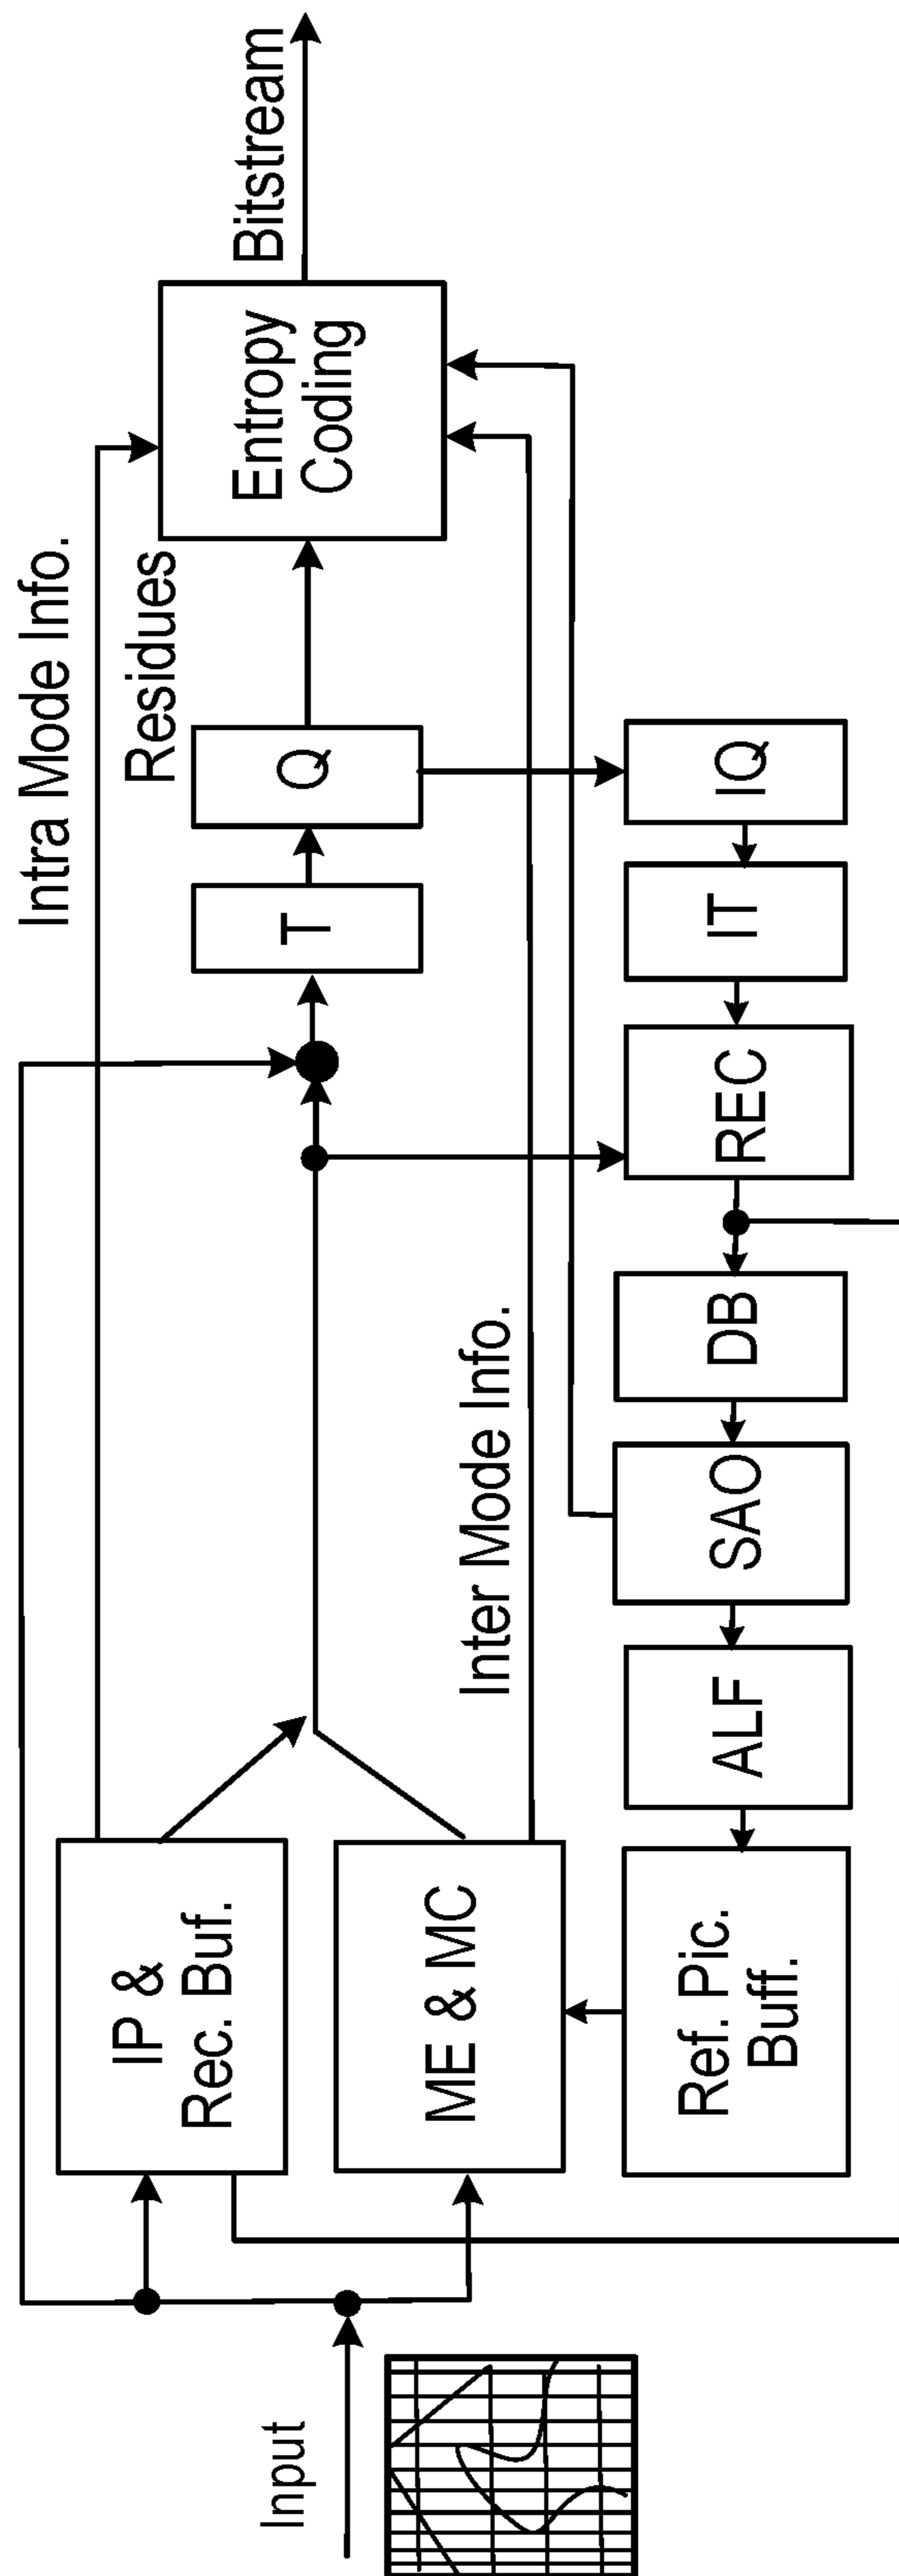 Input
IP &
Rec. Buf.
ME & MC
Ref. Pic.
Buff.
Intra Mode Info.
Inter Mode Info.
Residues
T
Q
Entropy
Coding
Bitstream
ALF
SAO
DB
REC
IT
IQ